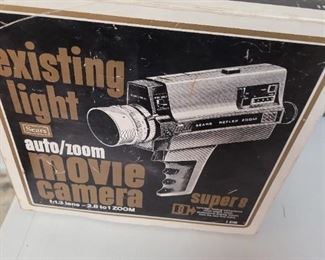 existing
light
Sears
auto/zoom
movie
camera
f/1.3 lens - 2.8 to 1 ZOOM
SEARS REFLEX ZOOM
super 8